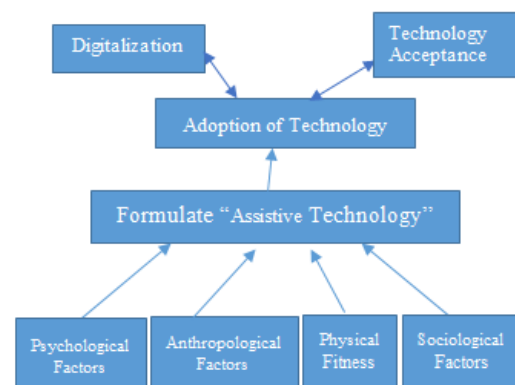 Digitalization
Technology
Acceptance
Adoption of Technology
Formulate “Assistive Technology”
Psychological
Factors
Anthropological
Factors
Physical
Fitness
Sociological
Factors